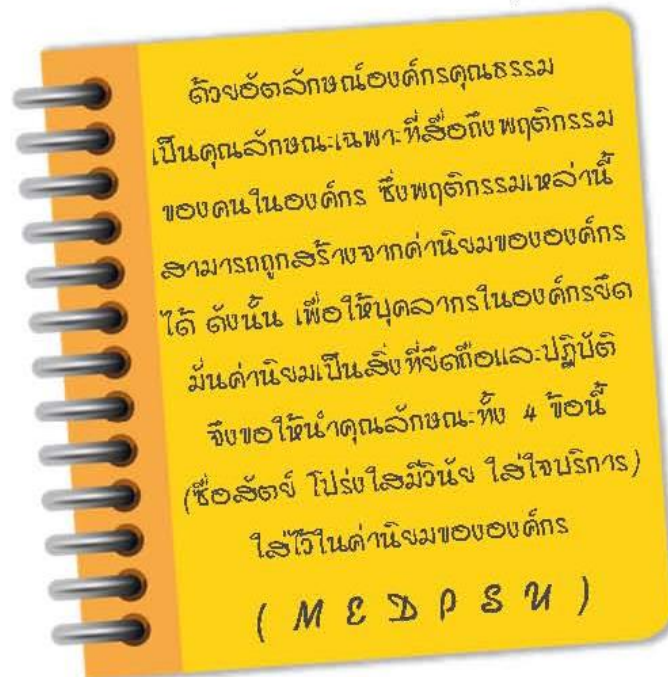 ด้วยอัตลักษณ์องค์กรคุณธรรม
เป็นคุณลักษณะเฉพาะที่สื่อถึงพฤติกรรม
ของคนในองค์กร ซึ่งพฤติกรรมเหล่านี้
สามารถถูกสร้างจากค่านิยมขององค์กร
ได้ ดังนั้น เพื่อให้บุคลากรในองค์กรยึด
มั่นค่านิยมเป็นสิ่งที่ยึดถือและปฏิบัติ
จึงขอให้นำคุณลักษณะทั้ง 4 ข้อนี้
(ซื่อสัตย์ โปร่งใสมีวินัย ใส่ใจบริการ)
ใส่ไว้ในค่านิยมขององค์กร
( M E D P S U )